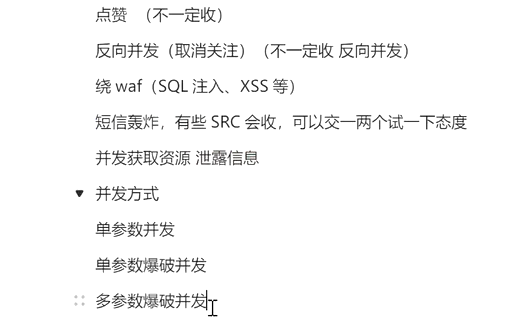 点赞 （不一定收）
反向并发（取消关注）（不一定收 反向并发）
绕 waf（SQL 注入、XSS 等）
短信轰炸，有些 SRC 会收，可以交一两个试一下态度
并发获取资源 泄露信息
并发方式
单参数并发
单参数爆破并发
多参数爆破并发